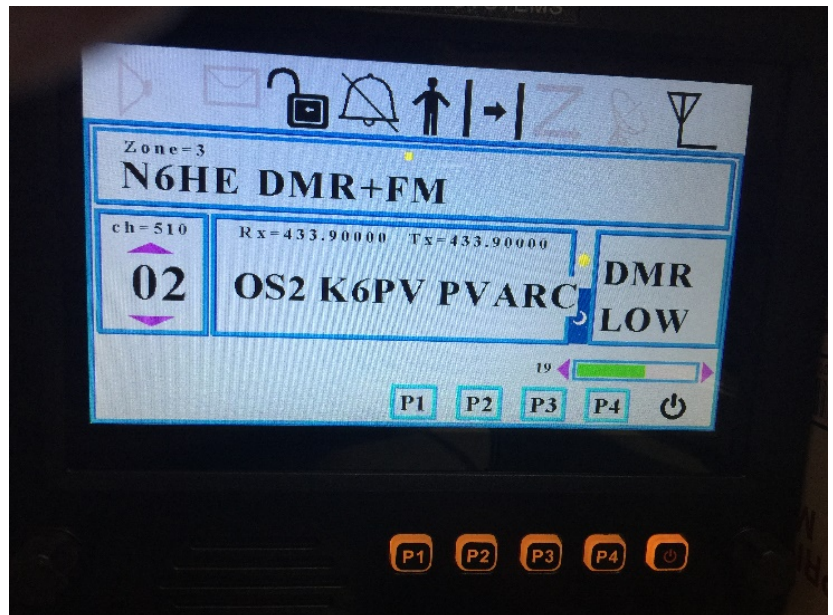 Zone=3
N6HE DMR+FM
ch=510
02
Rx=433.90000 Tx=433.90000
OS2 K6PV PVARC
DMR
LOW
19
P1 P2 P3 P4
P1 P2 P3 P4